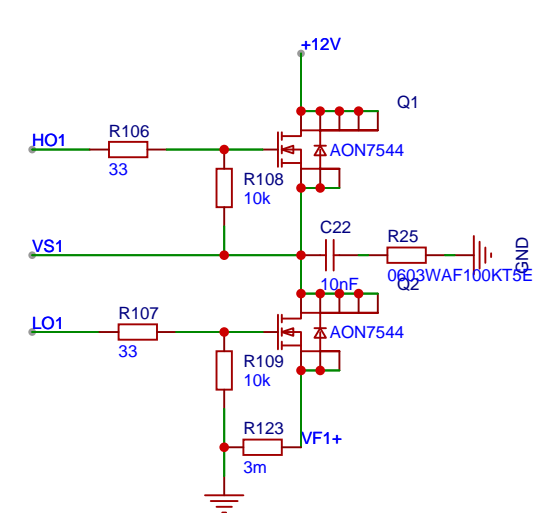 +12V
Q1
R106
HO1
33
AON7544
R108
10k
VS1
C22
R25
GND
10nF
0603WAF100KT5E
Q2
LO1
R107
33
AON7544
R109
10k
R123
VF1+
3m